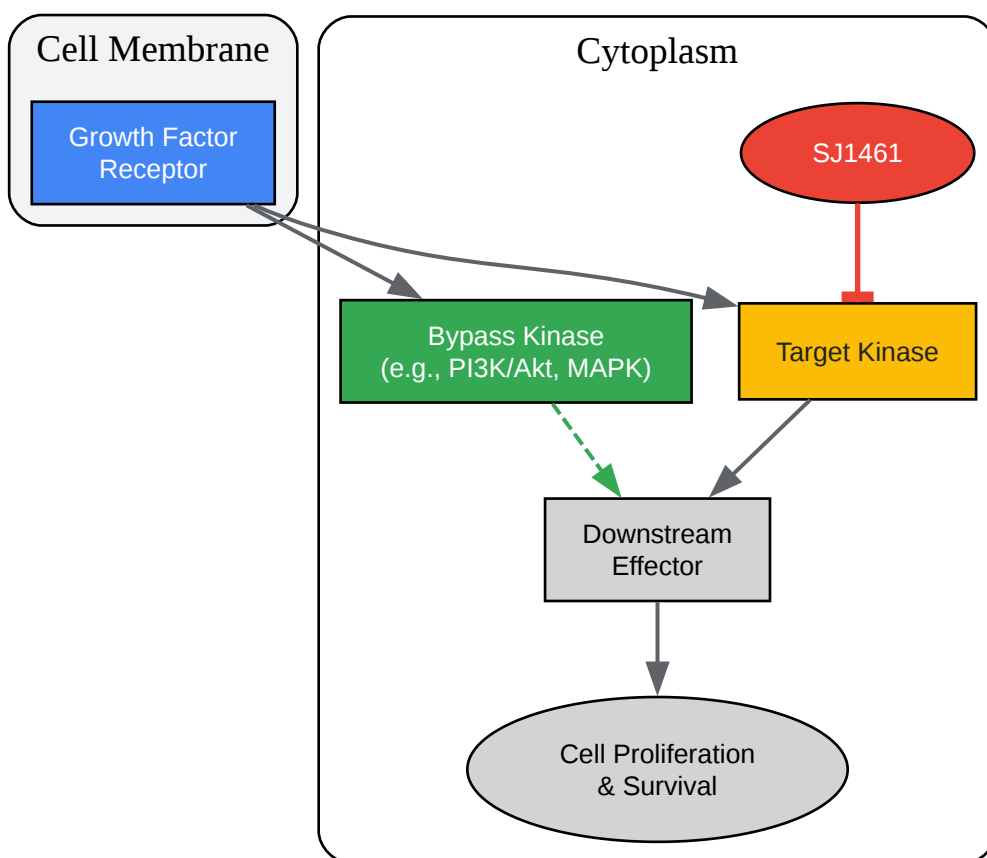 Cell Membrane
Growth Factor
Receptor
Cytoplasm
SJ1461
Bypass Kinase
(e.g., PI3K/Akt, MAPK)
Target Kinase
Downstream
Effector
Cell Proliferation
& Survival